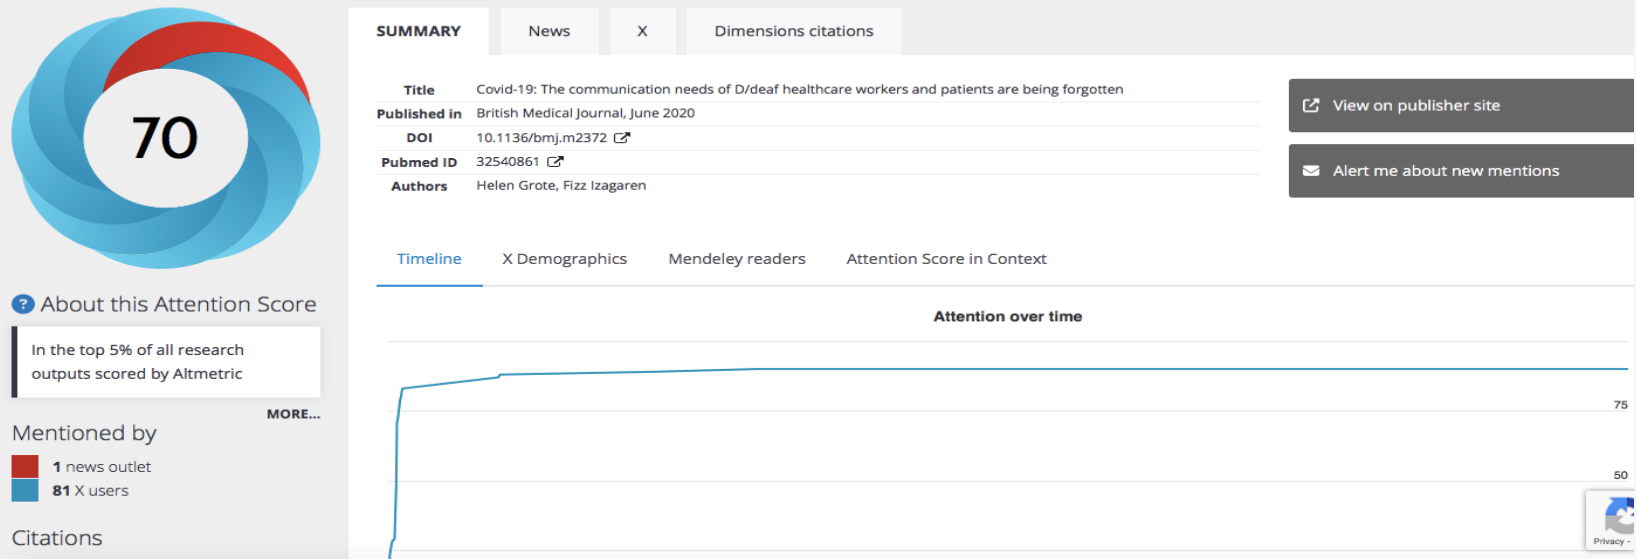 70
? About this Attention Score
In the top 5% of all research
outputs scored by Altmetric
MORE...
Mentioned by
1 news outlet
81 X users
Citations
SUMMARY News X Dimensions citations
Title Covid-19: The communication needs of D/deaf healthcare workers and patients are being forgotten
Published in British Medical Journal, June 2020
DOI 10.1136/bmj.m2372
Pubmed ID 32540861
Authors Helen Grote, Fizz Izagaren
View on publisher site
Alert me about new mentions
Timeline X Demographics Mendeley readers Attention Score in Context
Attention over time
75
50
Privacy -